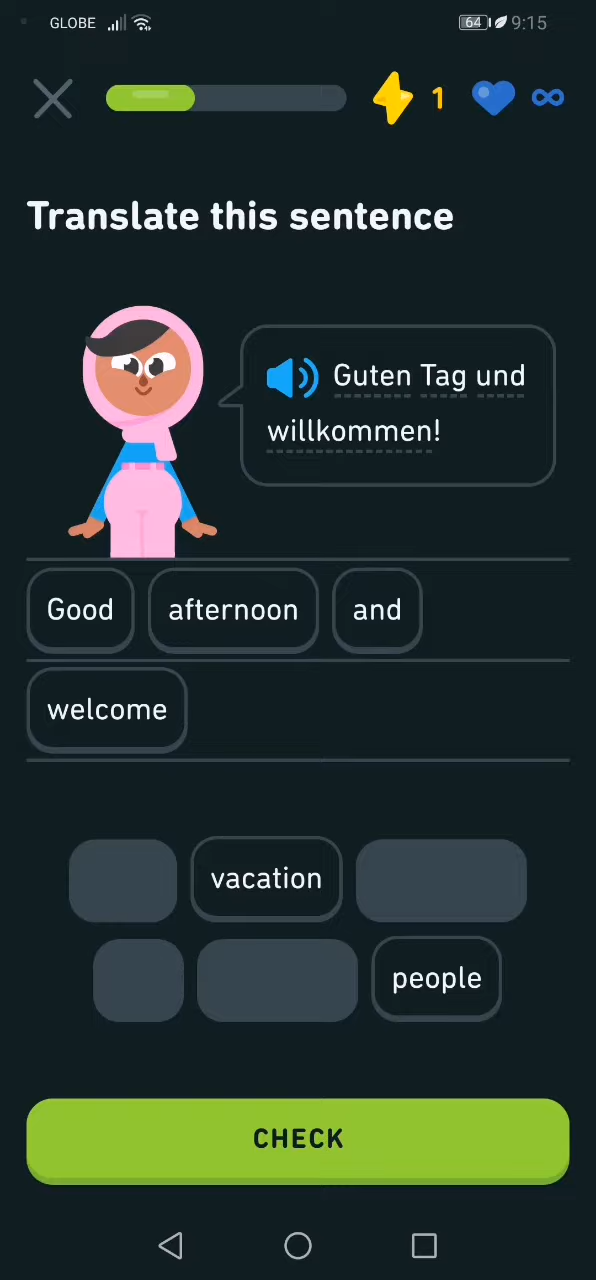 GLOBE 64 9:15
1 ∞
Translate this sentence
Guten Tag und
willkommen!
Good afternoon and
welcome
vacation
people
CHECK